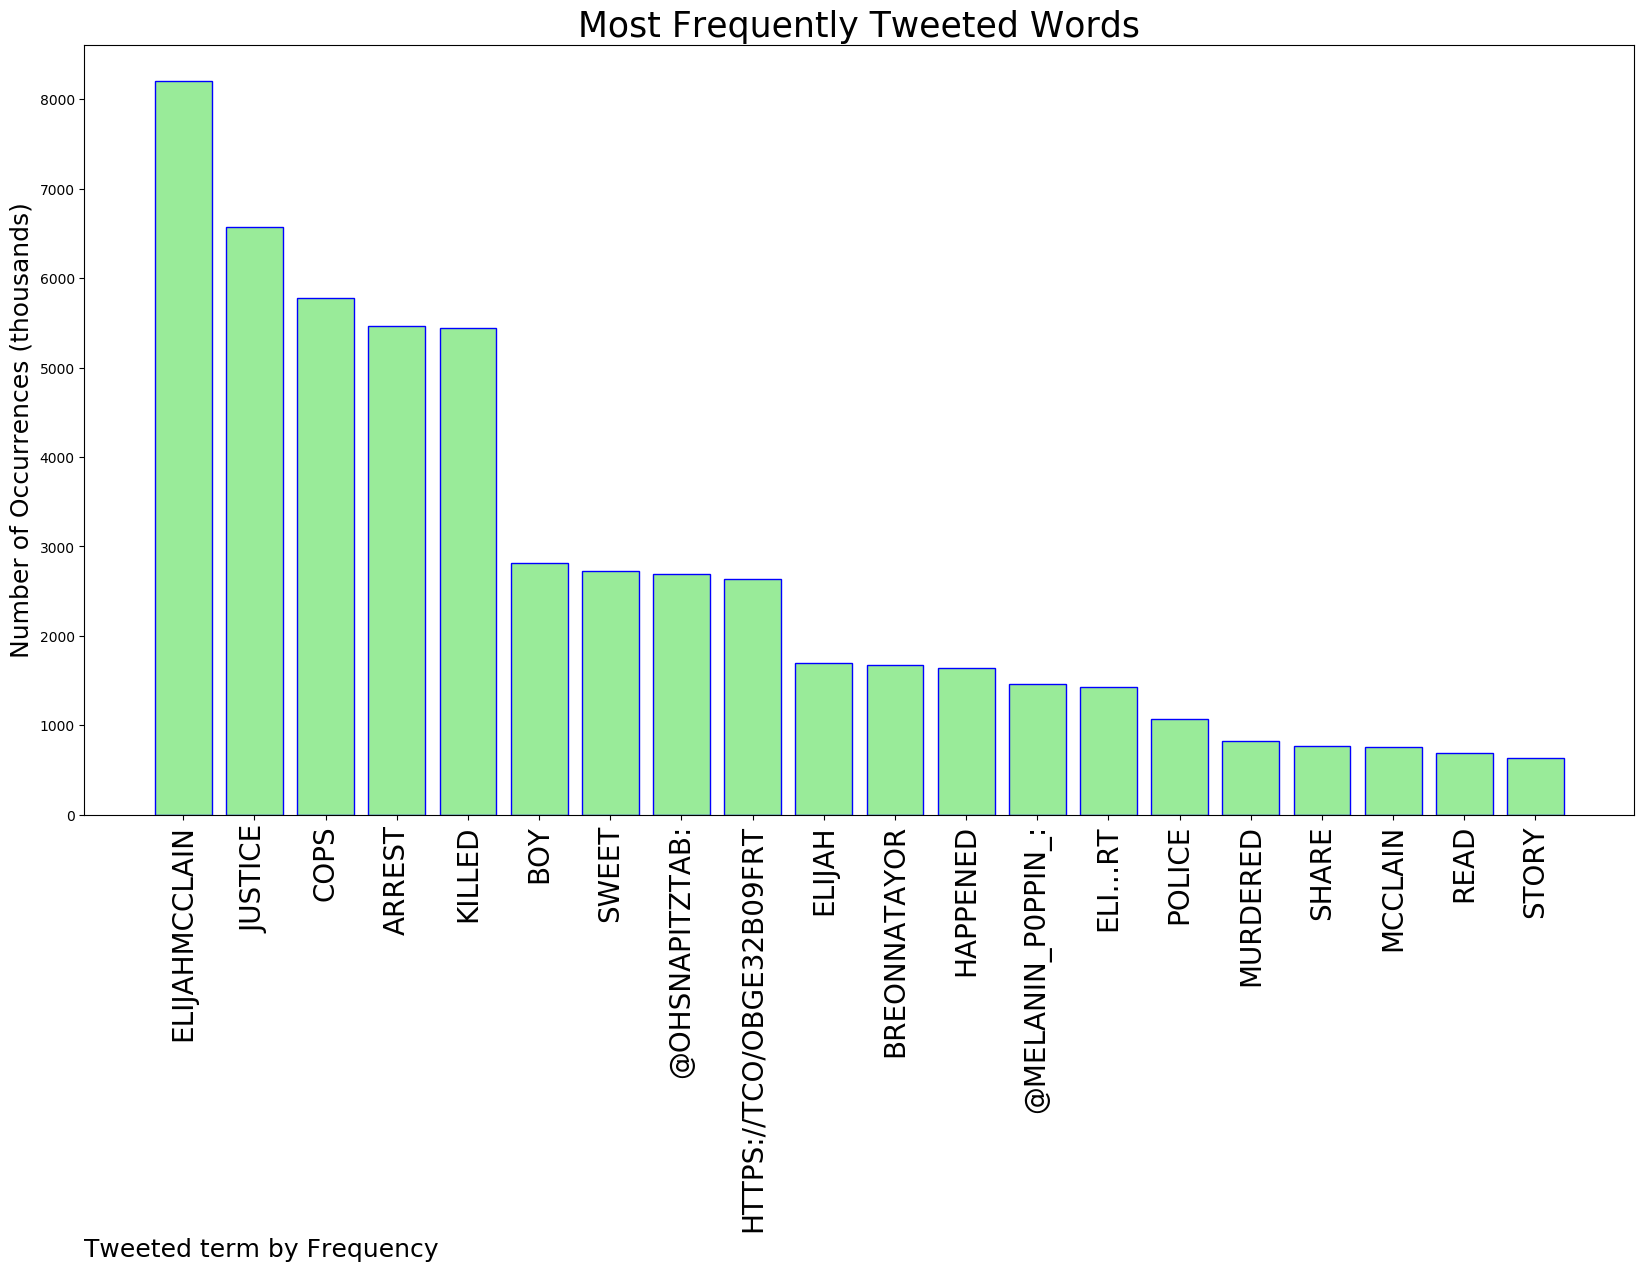 Most Frequently Tweeted Words
Number of Occurrences (thousands)
8000
7000
6000
5000
4000
3000
2000
1000
0
ELIJAHMCCLAIN
JUSTICE
COPS
ARREST
KILLED
BOY
SWEET
@OHSNAPITZTAB:
HTTPS://TCO/OBGE32B09FRT
ELIJAH
BREONNATAYOR
HAPPENED
@MELANIN_P0PPIN_:
ELI…RT
POLICE
MURDERED
SHARE
MCCLAIN
READ
STORY
Tweeted term by Frequency